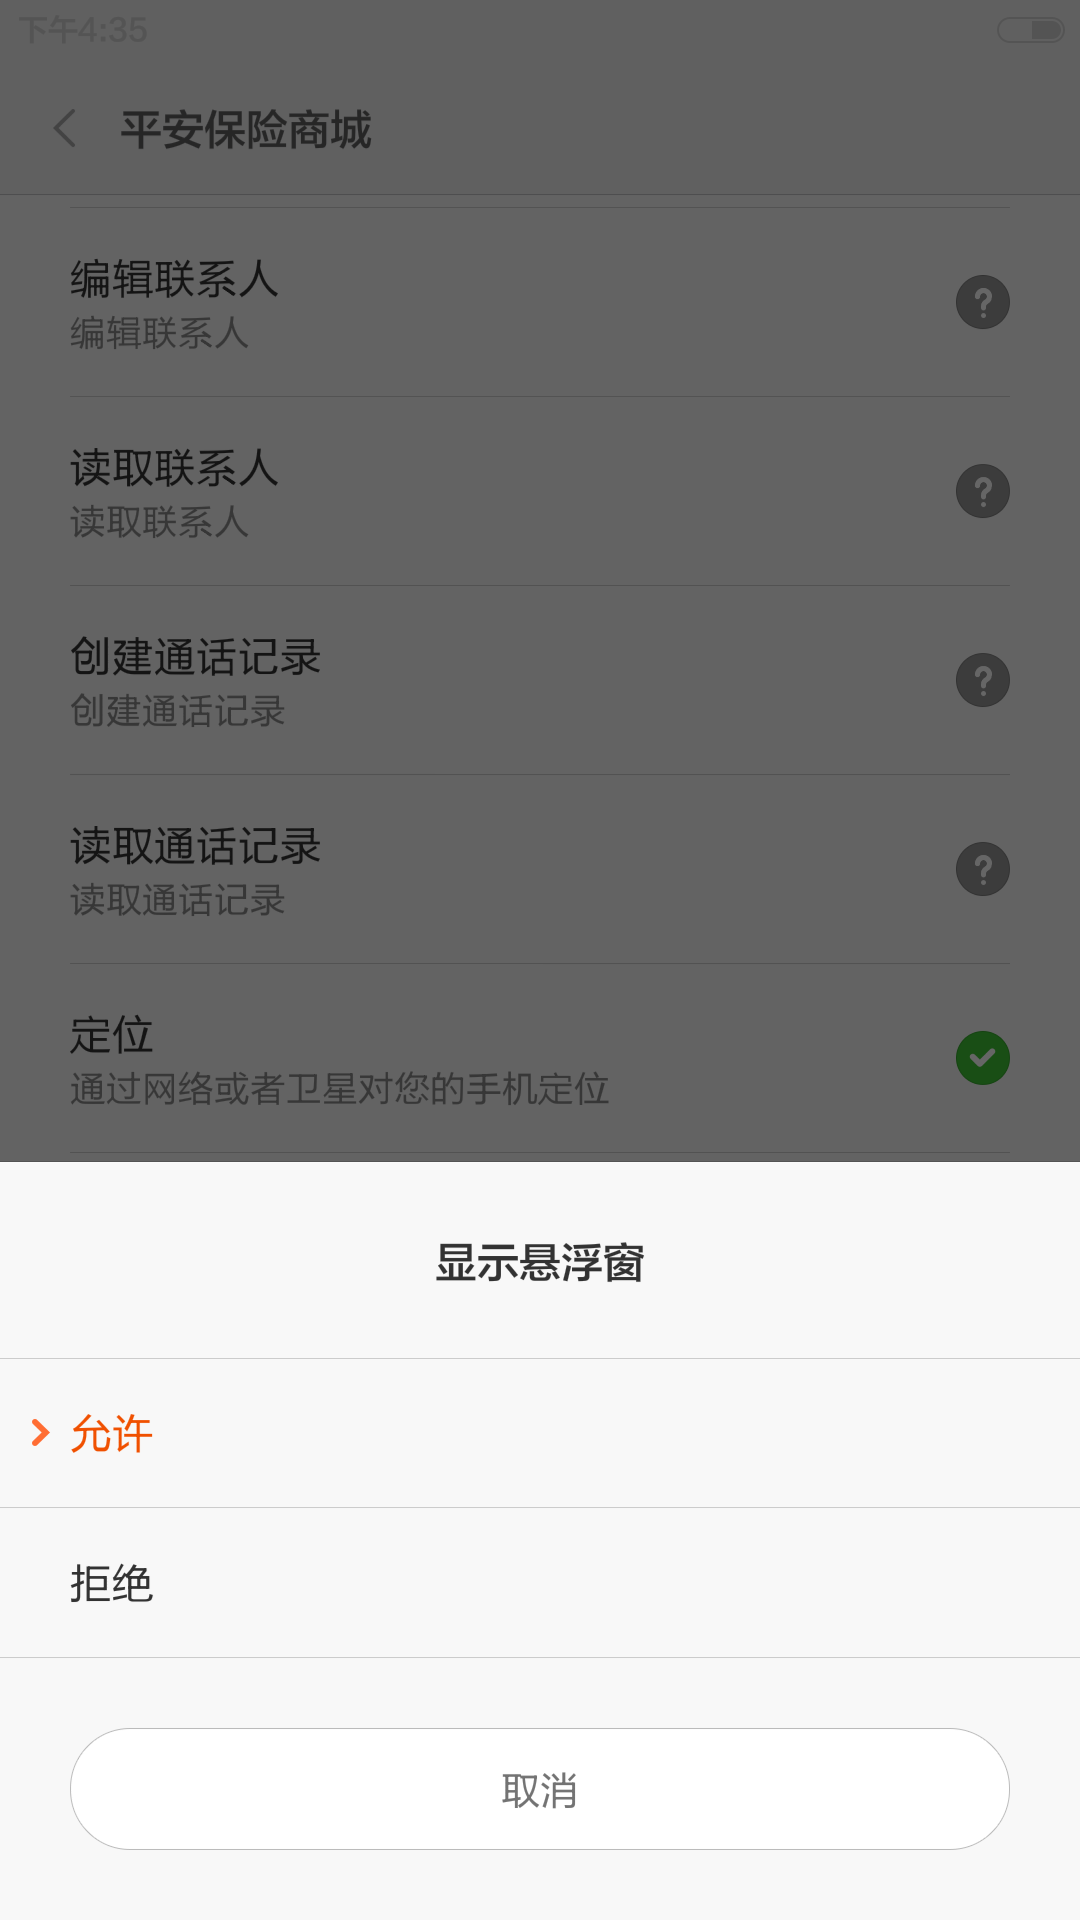 下午4:35
平安保险商城
编辑联系人
编辑联系人
读取联系人
读取联系人
创建通话记录
创建通话记录
读取通话记录
读取通话记录
定位
通过网络或者卫星对您的手机定位
显示悬浮窗
允许
拒绝
取消